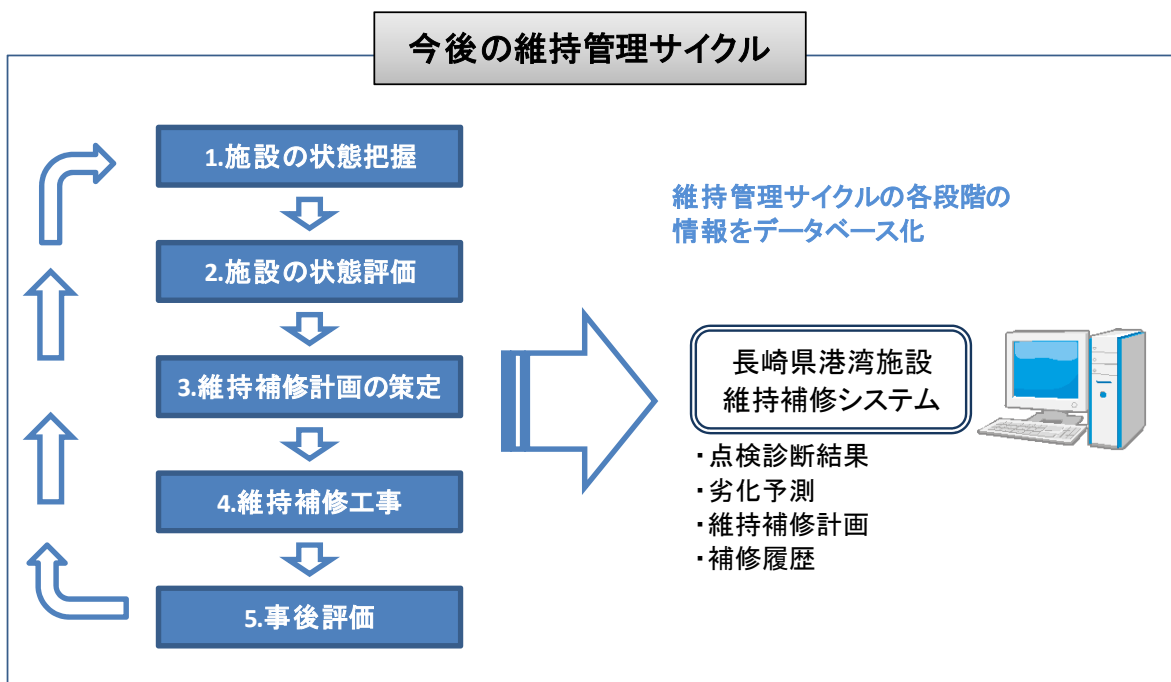 今後の維持管理サイクル
1.施設の状態把握
2.施設の状態評価
3.維持補修計画の策定
4.維持補修工事
5.事後評価
維持管理サイクルの各段階の
情報をデータベース化
長崎県港湾施設
維持補修システム
・点検診断結果
・劣化予測
・維持補修計画
・補修履歴